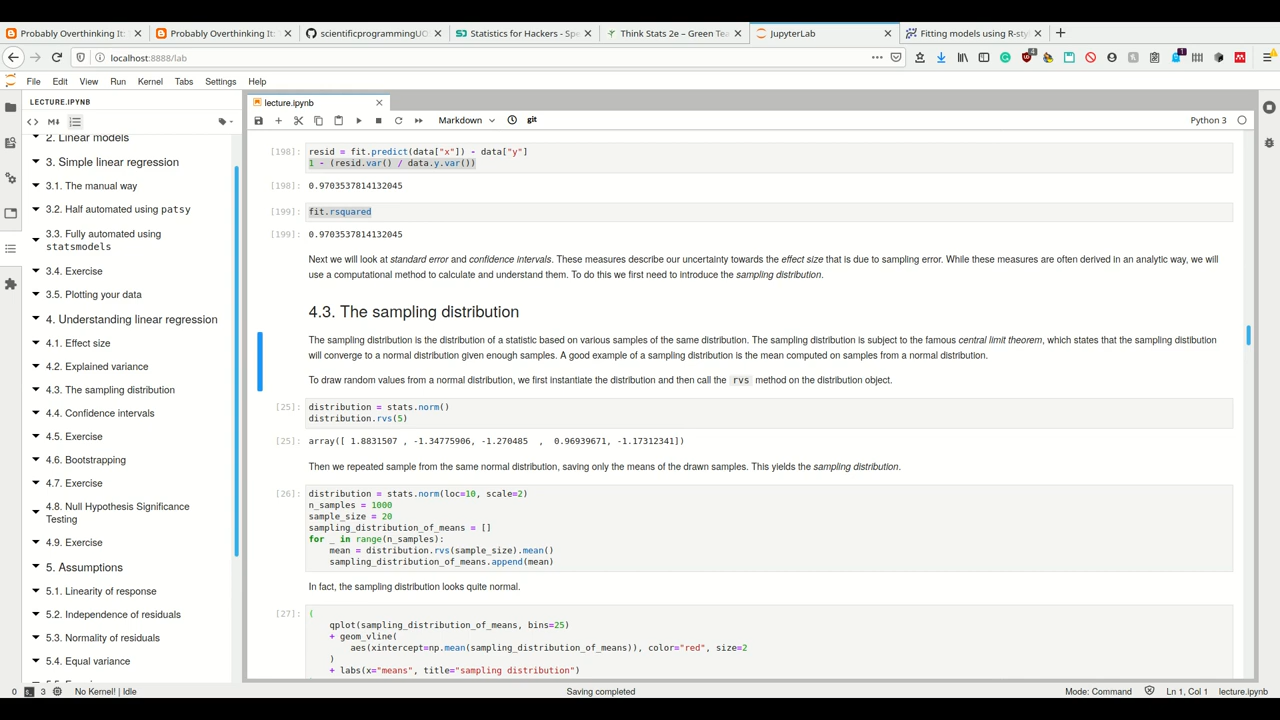 Probably Overthinking It:
Probably Overthinking It:
scientificprogrammingUO
Statistics for Hackers - Spe
Think Stats 2e – Green Tea
JupyterLab
Fitting models using R-sty
localhost:8888/lab
4
1
File Edit View Run Kernel Tabs Settings Help
LECTURE.IPYNB
lecture.ipynb
Markdown
git
Python 3
2. Linear models
3. Simple linear regression
3.1. The manual way
3.2. Half automated using patsy
3.3. Fully automated using
statsmodels
3.4. Exercise
3.5. Plotting your data
4. Understanding linear regression
4.1. Effect size
4.2. Explained variance
4.3. The sampling distribution
4.4. Confidence intervals
4.5. Exercise
4.6. Bootstrapping
4.7. Exercise
4.8. Null Hypothesis Significance
Testing
4.9. Exercise
5. Assumptions
5.1. Linearity of response
5.2. Independence of residuals
5.3. Normality of residuals
5.4. Equal variance
[198]: resid = fit.predict(data["x"]) - data["y"]
1 - (resid.var() / data.y.var())
[198]: 0.9703537814132045
[199]: fit.rsquared
[199]: 0.9703537814132045
Next we will look at standard error and confidence intervals. These measures describe our uncertainty towards the effect size that is due to sampling error. While these measures are often derived in an analytic way, we will
use a computational method to calculate and understand them. To do this we first need to introduce the sampling distribution.
4.3. The sampling distribution
The sampling distribution is the distribution of a statistic based on various samples of the same distribution. The sampling distribution is subject to the famous central limit theorem, which states that the sampling distibution
will converge to a normal distribution given enough samples. A good example of a sampling distribution is the mean computed on samples from a normal distribution.
To draw random values from a normal distribution, we first instantiate the distribution and then call the rvs method on the distribution object.
[25]: distribution = stats.norm()
distribution.rvs(5)
[25]: array([ 1.8831507 , -1.34775906, -1.270485  ,  0.96939671, -1.17312341])
Then we repeated sample from the same normal distribution, saving only the means of the drawn samples. This yields the sampling distribution.
[26]: distribution = stats.norm(loc=10, scale=2)
n_samples = 1000
sample_size = 20
sampling_distribution_of_means = []
for _ in range(n_samples):
    mean = distribution.rvs(sample_size).mean()
    sampling_distribution_of_means.append(mean)
In fact, the sampling distribution looks quite normal.
[27]: (
    qplot(sampling_distribution_of_means, bins=25)
    + geom_vline(
        aes(xintercept=np.mean(sampling_distribution_of_means)), color="red", size=2
    )
    + labs(x="means", title="sampling distribution")
0 3 No Kernel! | Idle
Saving completed
Mode: Command
Ln 1, Col 1
lecture.ipynb